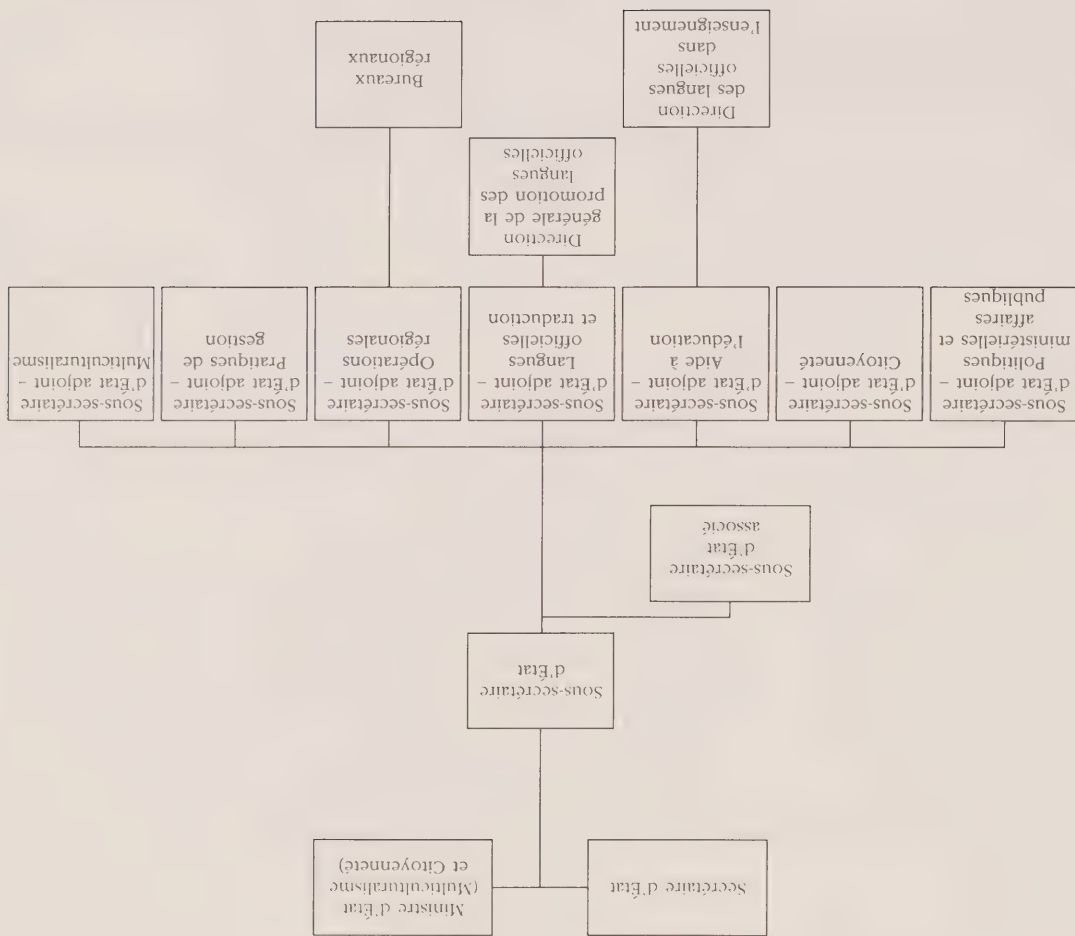 Secrétaire d'État
Ministre d'État
(Multiculturalisme
et Citoyenneté)
Sous-secrétaire
d'État
Sous-secrétaire
d'État
associé
Sous-secrétaire
d'État adjoint –
Politiques
ministérielles et
affaires
publiques
Sous-secrétaire
d'État adjoint –
Citoyenneté
Sous-secrétaire
d'État adjoint –
Aide à
l'éducation
Sous-secrétaire
d'État adjoint –
Langues
officielles
et traduction
Sous-secrétaire
d'État adjoint –
Opérations
régionales
Sous-secrétaire
d'État adjoint –
Pratiques de
gestion
Sous-secrétaire
d'État adjoint –
Multiculturalisme
Direction
générale de la
promotion des
langues
officielles
Direction
des langues
officielles
dans
l'enseignement
Bureaux
régionaux